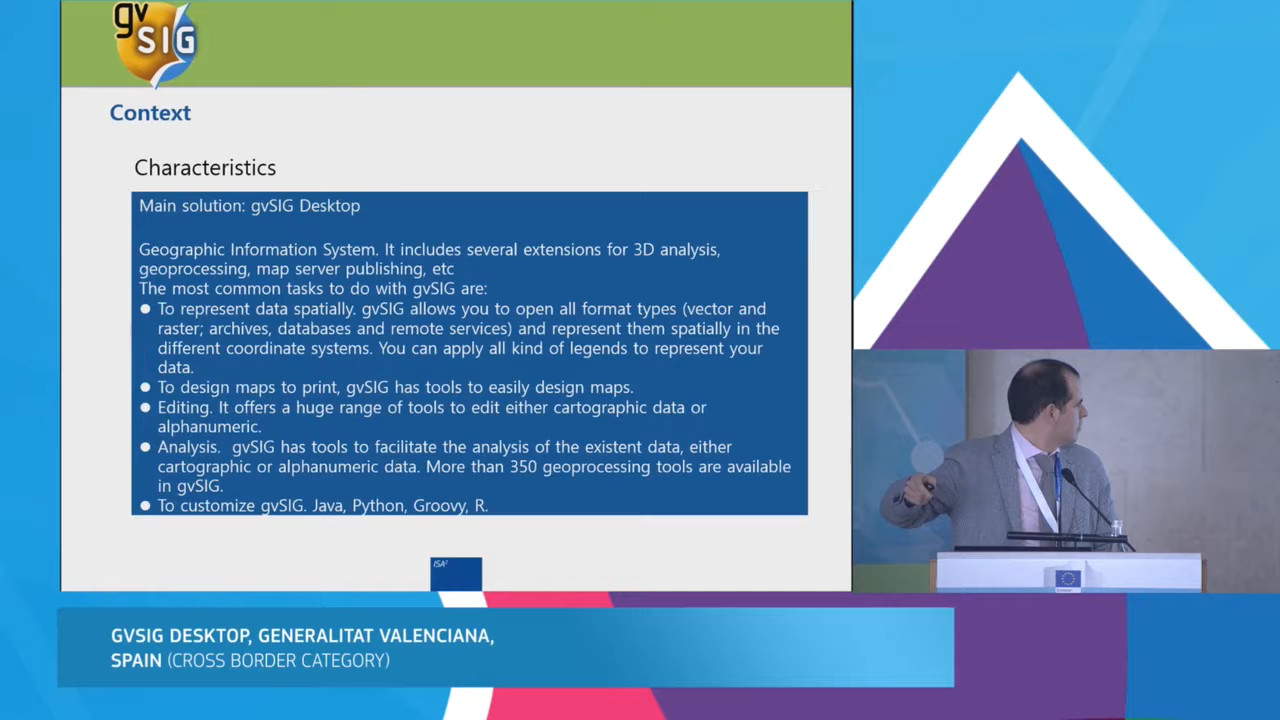 gvSIG
Context
Characteristics
Main solution: gvSIG Desktop
Geographic Information System. It includes several extensions for 3D analysis,
geoprocessing, map server publishing, etc
The most common tasks to do with gvSIG are:
● To represent data spatially. gvSIG allows you to open all format types (vector and
raster; archives, databases and remote services) and represent them spatially in the
different coordinate systems. You can apply all kind of legends to represent your
data.
● To design maps to print, gvSIG has tools to easily design maps.
● Editing. It offers a huge range of tools to edit either cartographic data or
alphanumeric.
● Analysis. gvSIG has tools to facilitate the analysis of the existent data, either
cartographic or alphanumeric data. More than 350 geoprocessing tools are available
in gvSIG.
● To customize gvSIG. Java, Python, Groovy, R.
ISA²
GVSIG DESKTOP, GENERALITAT VALENCIANA,
SPAIN (CROSS BORDER CATEGORY)